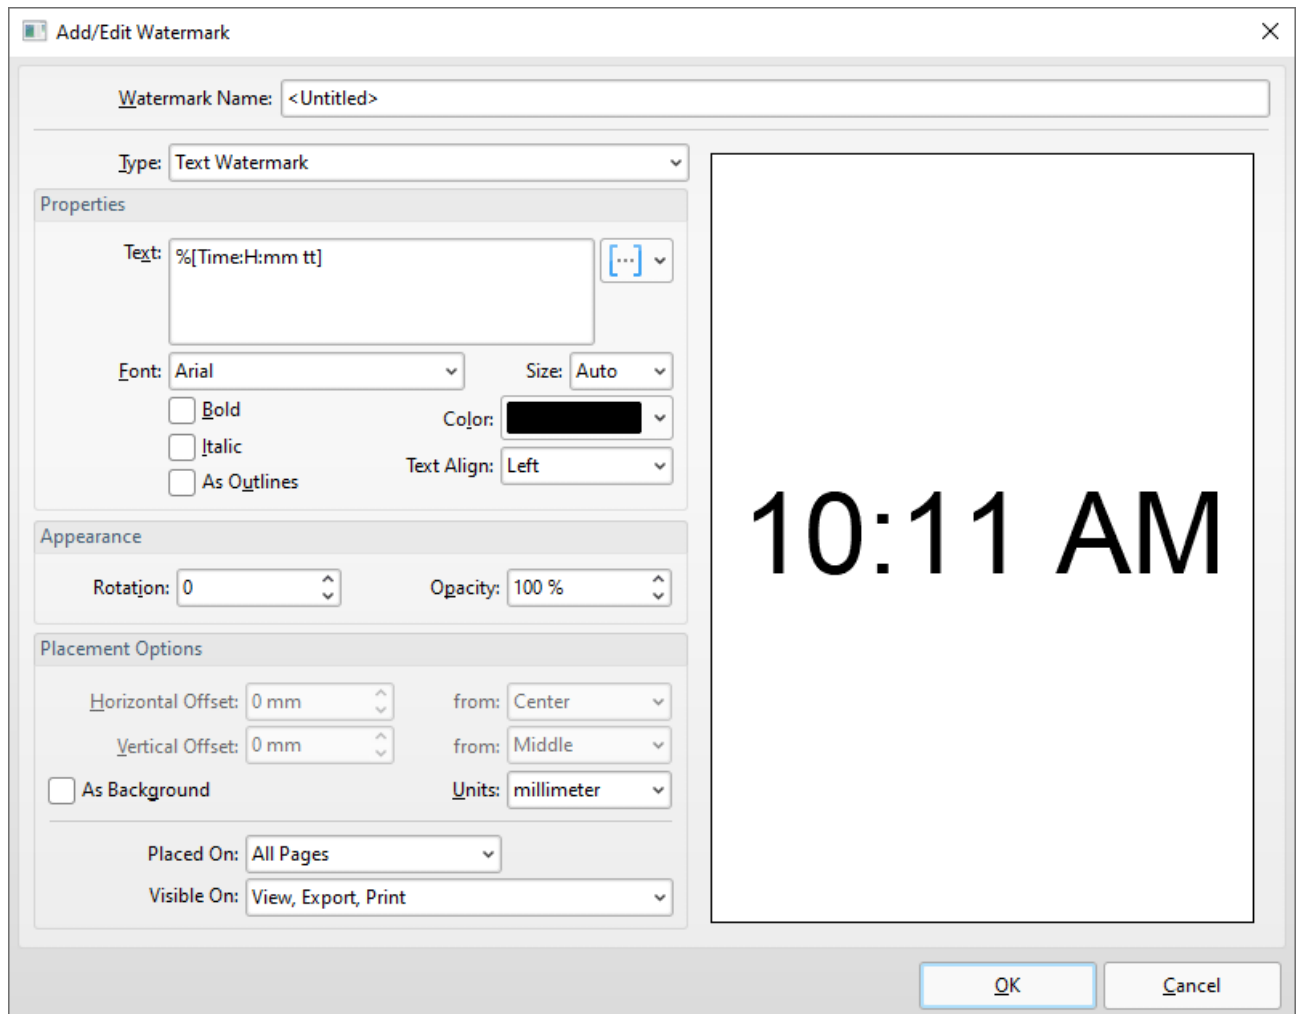 Add/Edit Watermark
Watermark Name: <Untitled>
Type: Text Watermark
Properties
Text: %[Time:H:mm tt]
[...]
Font: Arial Size: Auto
Bold Color:
Italic
Text Align: Left
As Outlines
Appearance
Rotation: 0 Opacity: 100 %
Placement Options
Horizontal Offset: 0 mm from: Center
Vertical Offset: 0 mm from: Middle
As Background Units: millimeter
Placed On: All Pages
Visible On: View, Export, Print
10:11 AM
OK Cancel